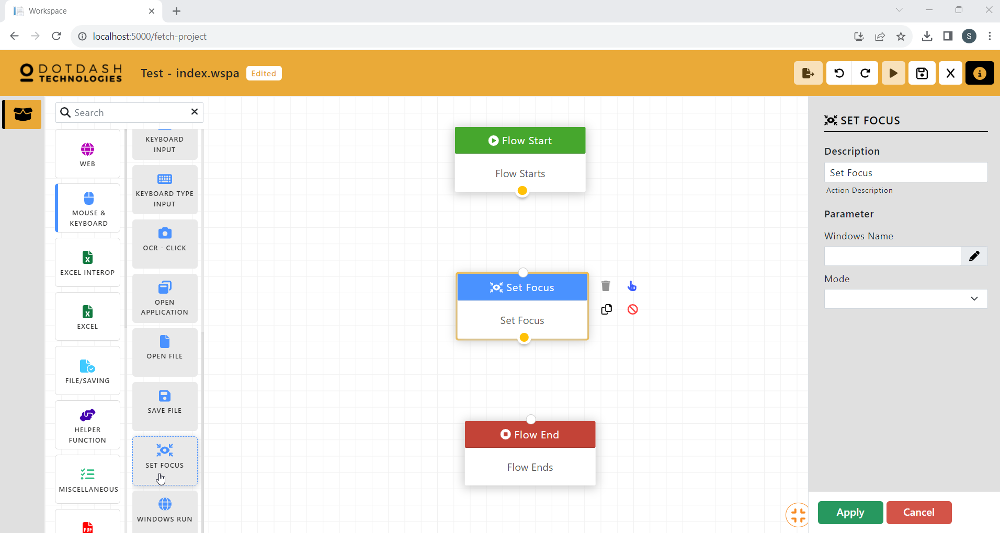 Workspace
localhost:5000/fetch-project
S
DOTDASH
TECHNOLOGIES
Test - index.wspa
Edited
Search
WEB
MOUSE &
KEYBOARD
EXCEL INTEROP
EXCEL
FILE/SAVING
HELPER
FUNCTION
MISCELLANEOUS
PDF
KEYBOARD
INPUT
KEYBOARD TYPE
INPUT
OCR - CLICK
OPEN
APPLICATION
OPEN FILE
SAVE FILE
SET FOCUS
WINDOWS RUN
Flow Start
Flow Starts
Set Focus
Set Focus
Flow End
Flow Ends
SET FOCUS
Description
Set Focus
Action Description
Parameter
Windows Name
Mode
Apply
Cancel